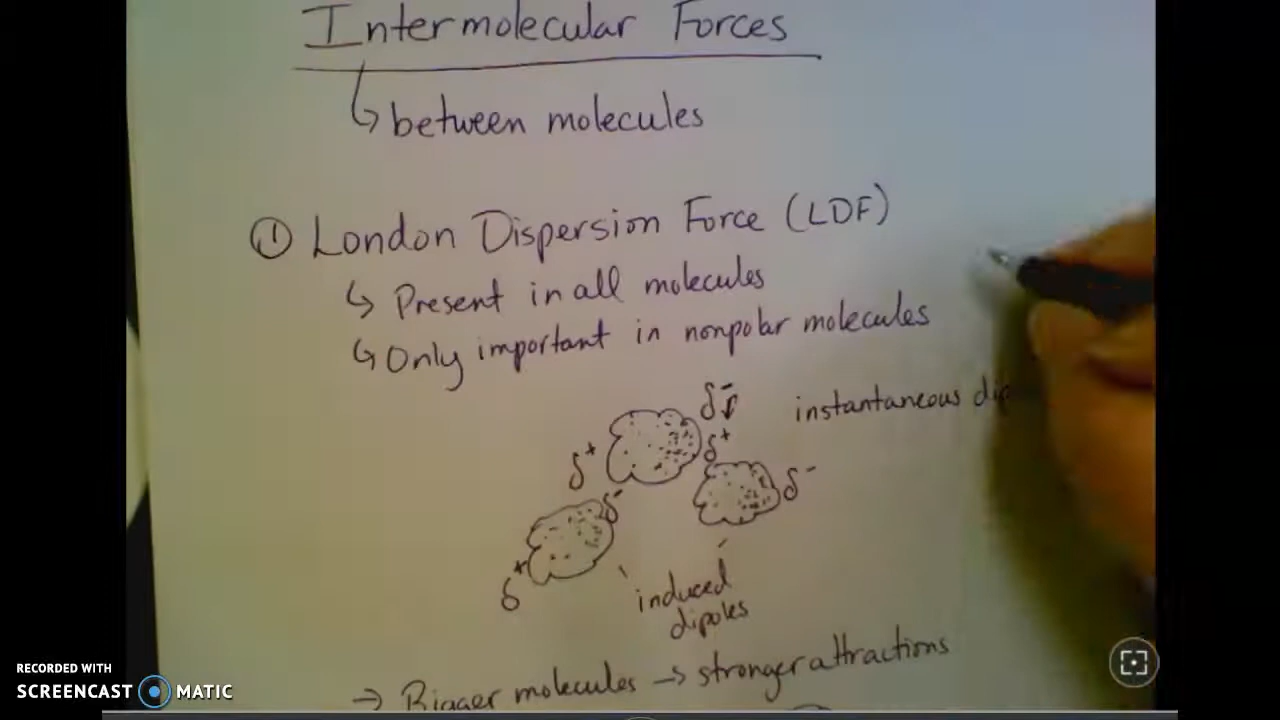 Intermolecular Forces
↳ between molecules
① London Dispersion Force (LDF)
↳ Present in all molecules
↳ Only important in nonpolar molecules
δ-
instantaneous
δ+
δ+
δ-
δ-
δ+
induced
dipoles
→ Bigger molecules → stronger attractions
RECORDED WITH
SCREENCAST MATIC